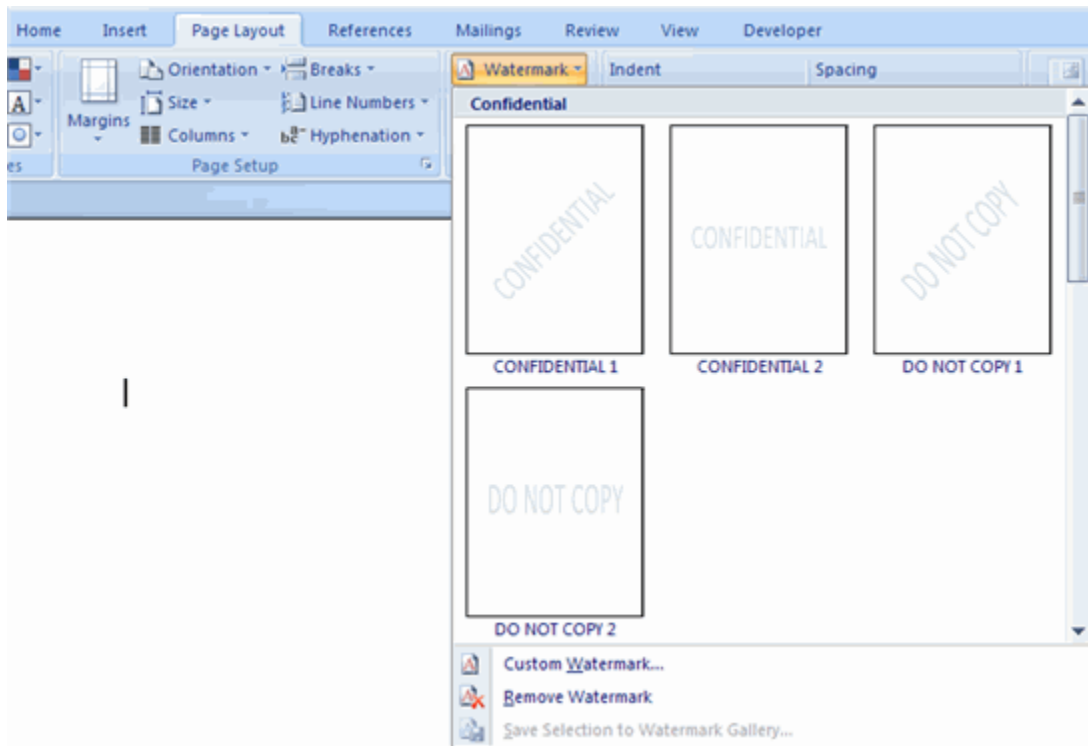 Home Insert Page Layout References Mailings Review View Developer
Orientation Breaks Watermark Indent Spacing
A Size Line Numbers
Margins Columns Hyphenation
es Page Setup
Confidential
CONFIDENTIAL CONFIDENTIAL DO NOT COPY
CONFIDENTIAL 1 CONFIDENTIAL 2 DO NOT COPY 1
DO NOT COPY
DO NOT COPY 2
Custom Watermark...
Remove Watermark
Save Selection to Watermark Gallery...